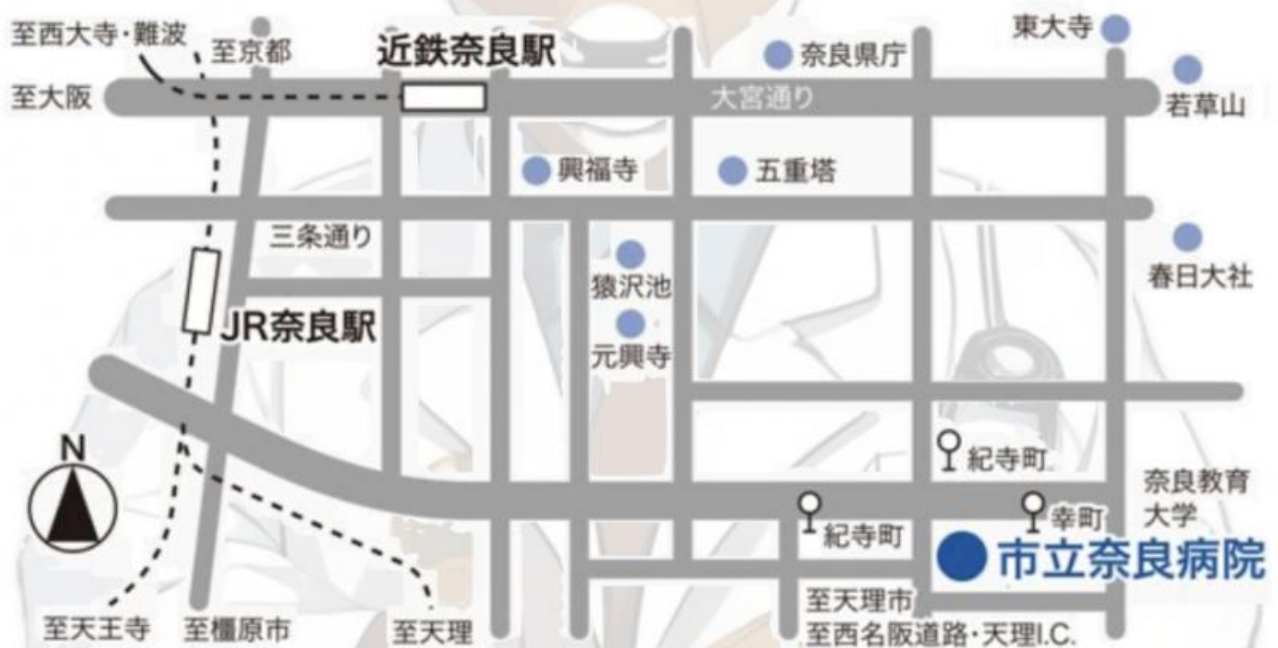 至西大寺・難波
至京都
近鉄奈良駅
奈良県庁
東大寺
至大阪
大宮通り
若草山
興福寺
五重塔
三条通り
猿沢池
春日大社
JR奈良駅
元興寺
N
紀寺町
奈良教育
大学
紀寺町
幸町
市立奈良病院
至天王寺
至橿原市
至天理
至天理市
至西名阪道路・天理I.C.